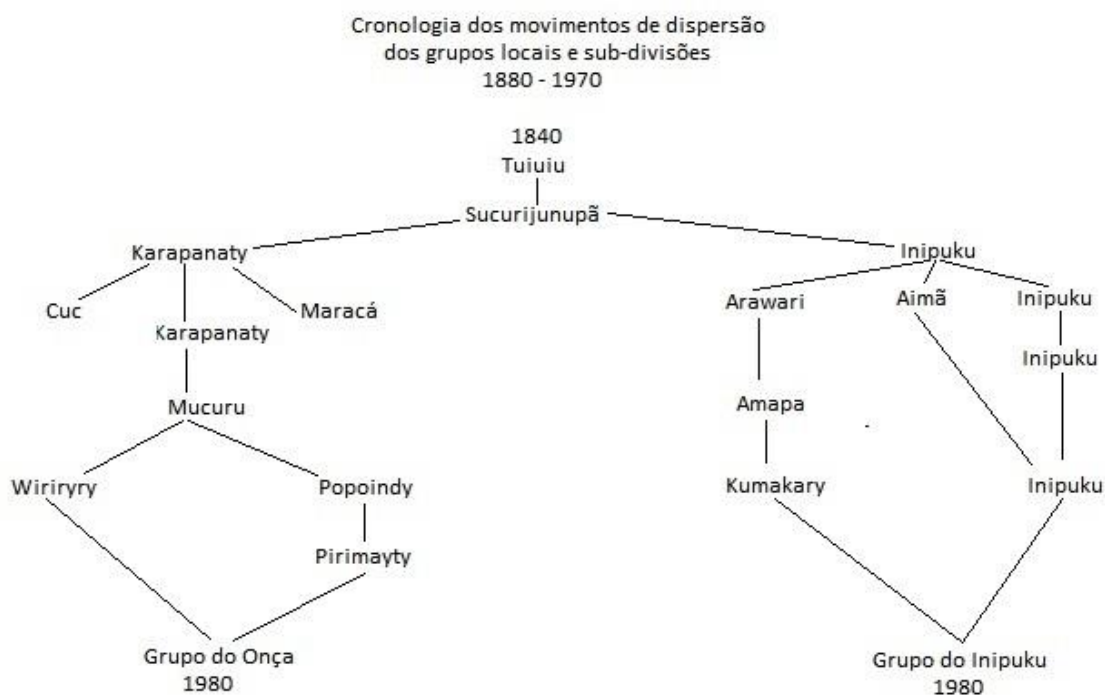 Cronologia dos movimentos de dispersão
dos grupos locais e sub-divisões
1880 - 1970
1840
Tuiuiu
Sucurijunupã
Karapanaty
Inipuku
Cuc
Maracá
Arawari
Aimã
Inipuku
Karapanaty
Inipuku
Mucuru
Amapa
Wiriryry
Popoindy
Kumakary
Inipuku
Pirimayty
Grupo do Onça
1980
Grupo do Inipuku
1980